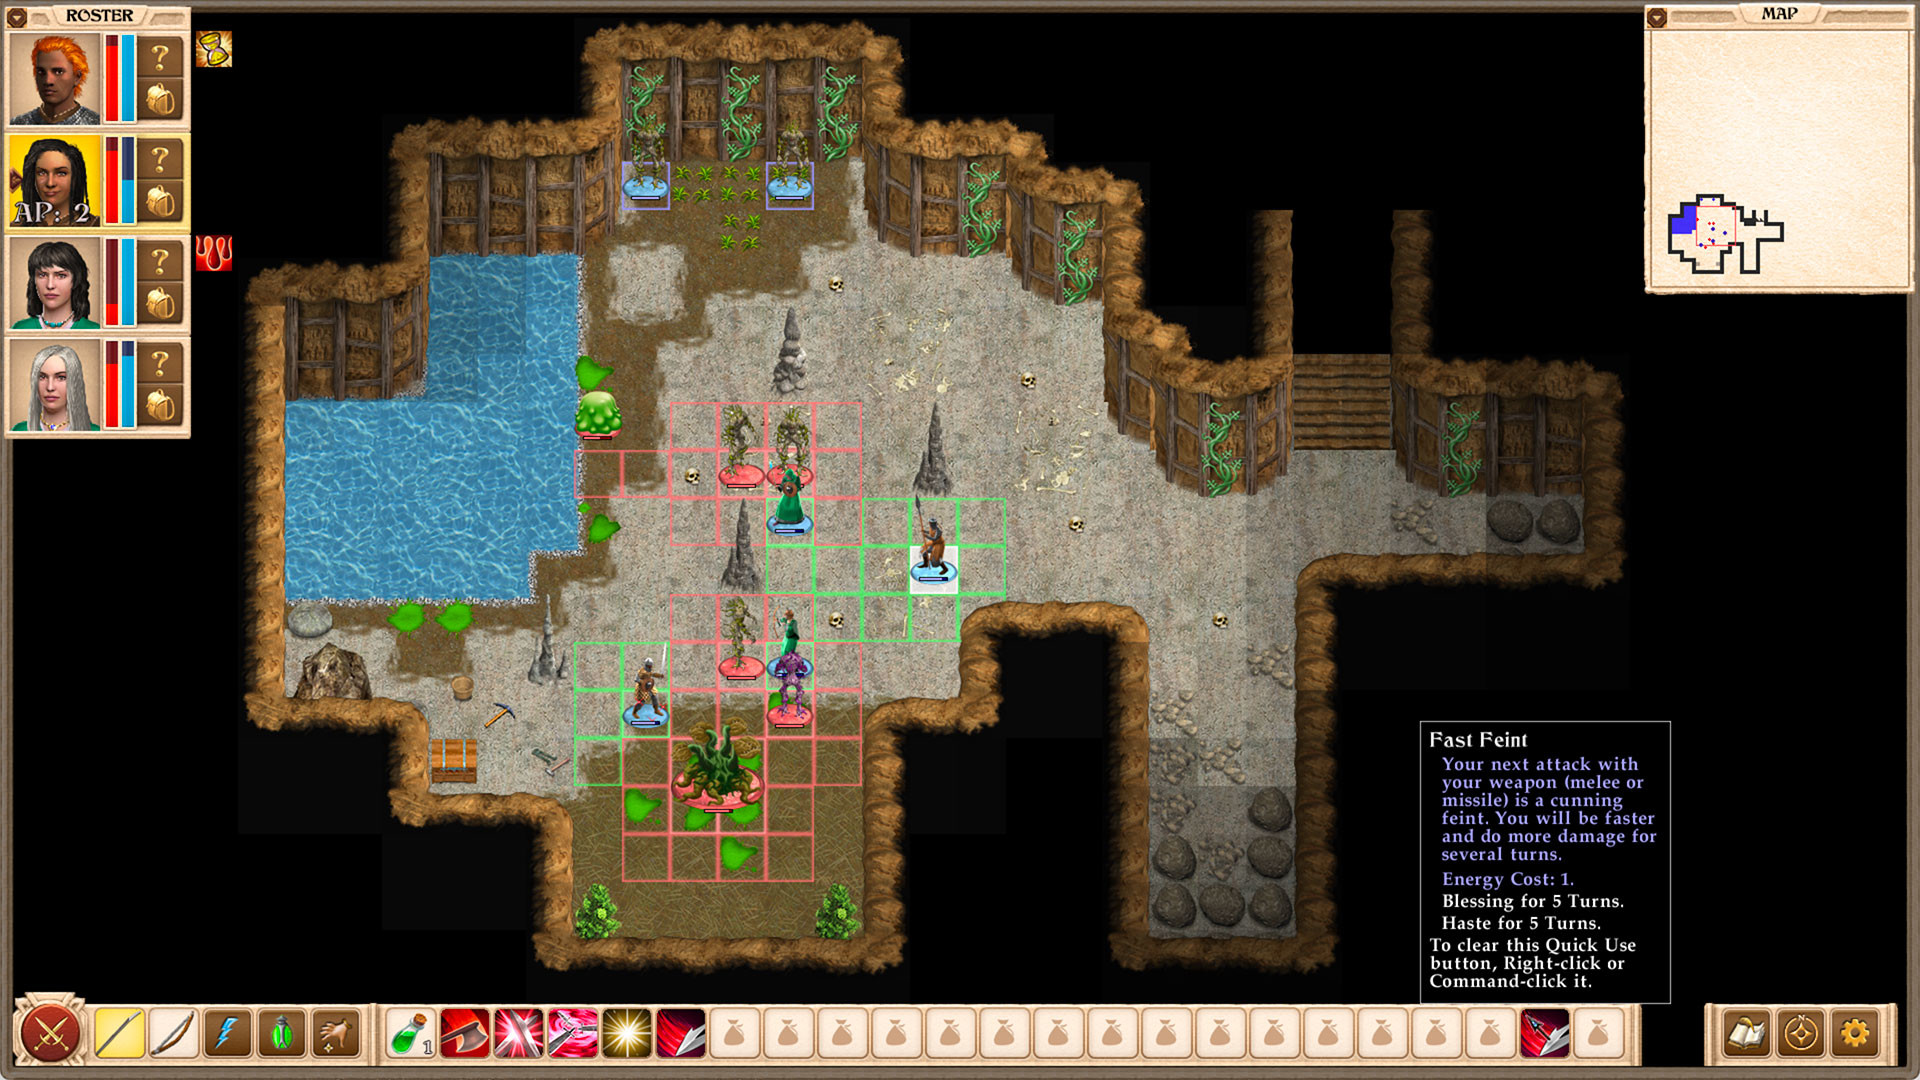 ROSTER
MAP
AP: 2
Fast Feint
Your next attack with
your weapon (melee or
missile) is a cunning
feint. You will be faster
and do more damage for
several turns.
Energy Cost: 1.
Blessing for 5 Turns.
Haste for 5 Turns.
To clear this Quick Use
button, Right-click or
Command-click it.
1